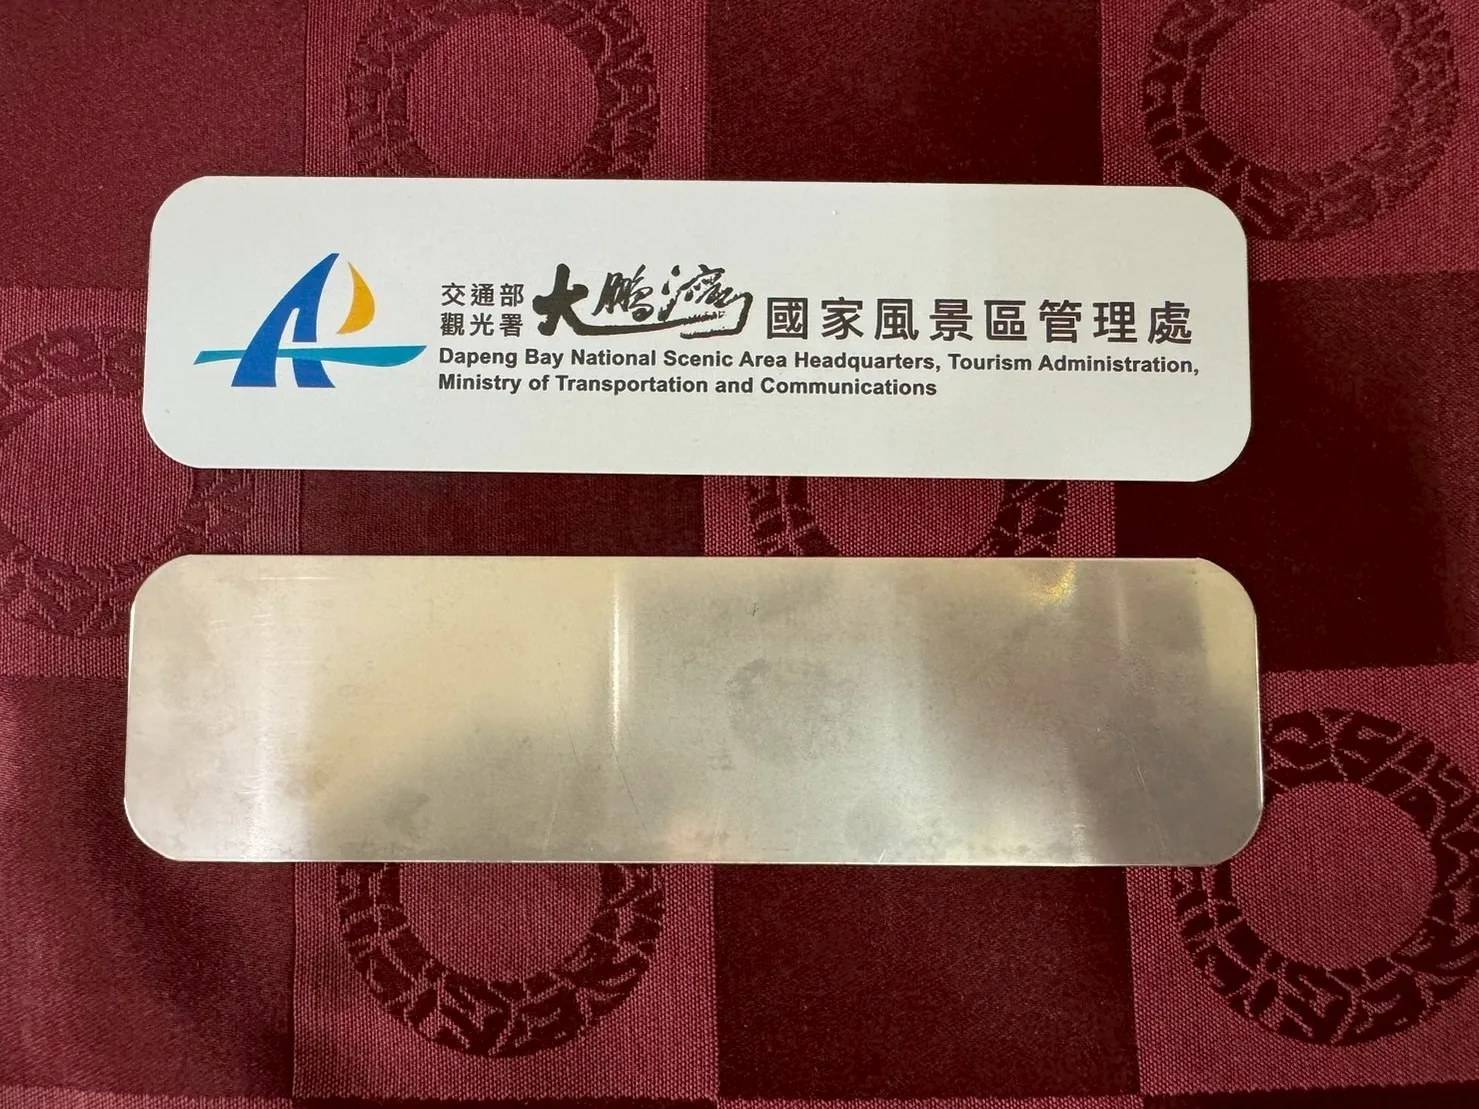 交通部
觀光署
大鵬灣國家風景區管理處
Dapeng Bay National Scenic Area Headquarters, Tourism Administration,
Ministry of Transportation and Communications